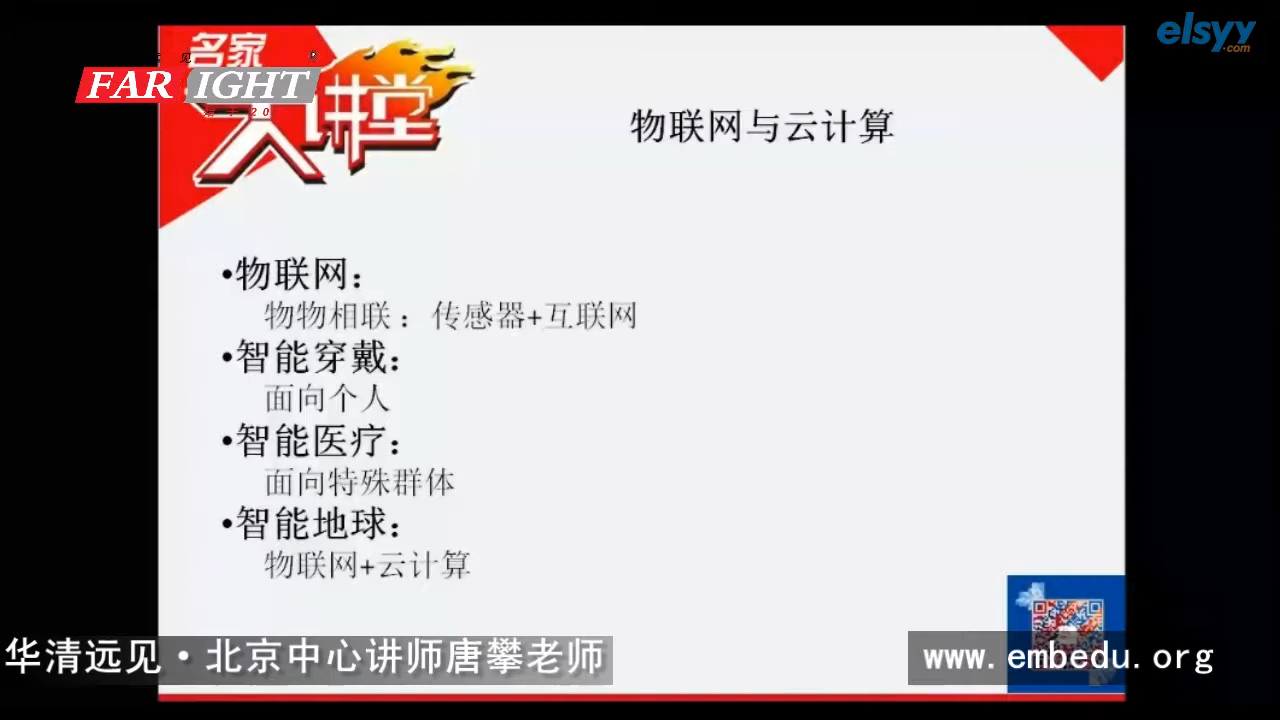 elsyy
.com
名家
大讲堂
FARSIGHT
物联网与云计算
•物联网：
物物相联：传感器+互联网
•智能穿戴：
面向个人
•智能医疗：
面向特殊群体
•智能地球：
物联网+云计算
华清远见·北京中心讲师唐攀老师
www.embedu.org